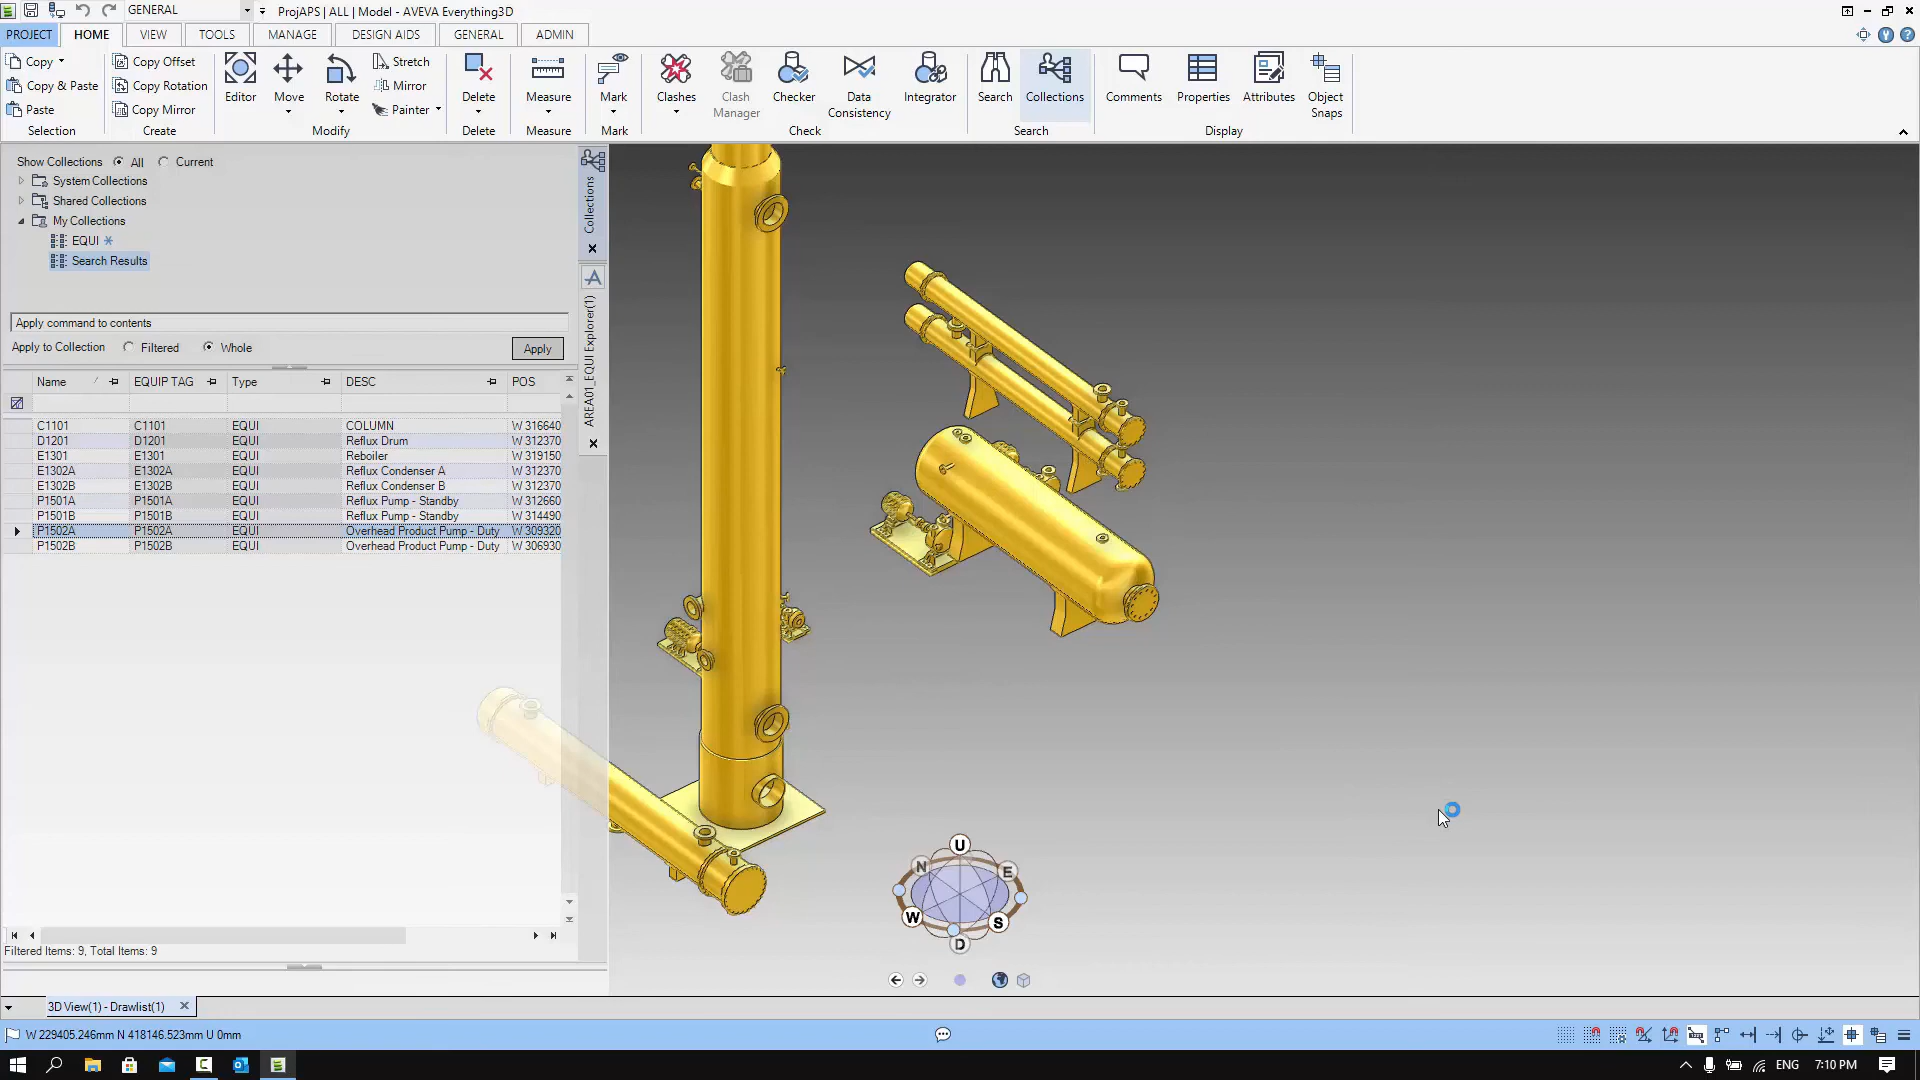 GENERAL
ProjAPS | ALL | Model - AVEVA Everything3D
PROJECT HOME VIEW TOOLS MANAGE DESIGN AIDS GENERAL ADMIN
Copy
Copy & Paste
Paste
Selection
Copy Offset
Copy Rotation
Copy Mirror
Create
Editor
Move
Rotate
Stretch
Mirror
Painter
Modify
Delete
Delete
Measure
Measure
Mark
Mark
Clashes
Clash Manager
Checker
Data Consistency
Integrator
Check
Search
Collections
Search
Comments
Properties
Attributes
Object Snaps
Display
Show Collections All Current
System Collections
Shared Collections
My Collections
EQUI
Search Results
Collections
AREA01_EQUI Explorer(1)
Apply command to contents
Apply to Collection Filtered Whole Apply
Name EQUIP TAG Type DESC POS
C1101 C1101 EQUI COLUMN W 316640
D1201 D1201 EQUI Reflux Drum W 312370
E1301 E1301 EQUI Reboiler W 319150
E1302A E1302A EQUI Reflux Condenser A W 312370
E1302B E1302B EQUI Reflux Condenser B W 312370
P1501A P1501A EQUI Reflux Pump - Standby W 312660
P1501B P1501B EQUI Reflux Pump - Standby W 314490
P1502A P1502A EQUI Overhead Product Pump - Duty W 309320
P1502B P1502B EQUI Overhead Product Pump - Duty W 306930
U
N E
W S
D
Filtered Items: 9, Total Items: 9
3D View(1) - Drawlist(1)
W 229405.246mm N 418146.523mm U 0mm
ENG 7:10 PM